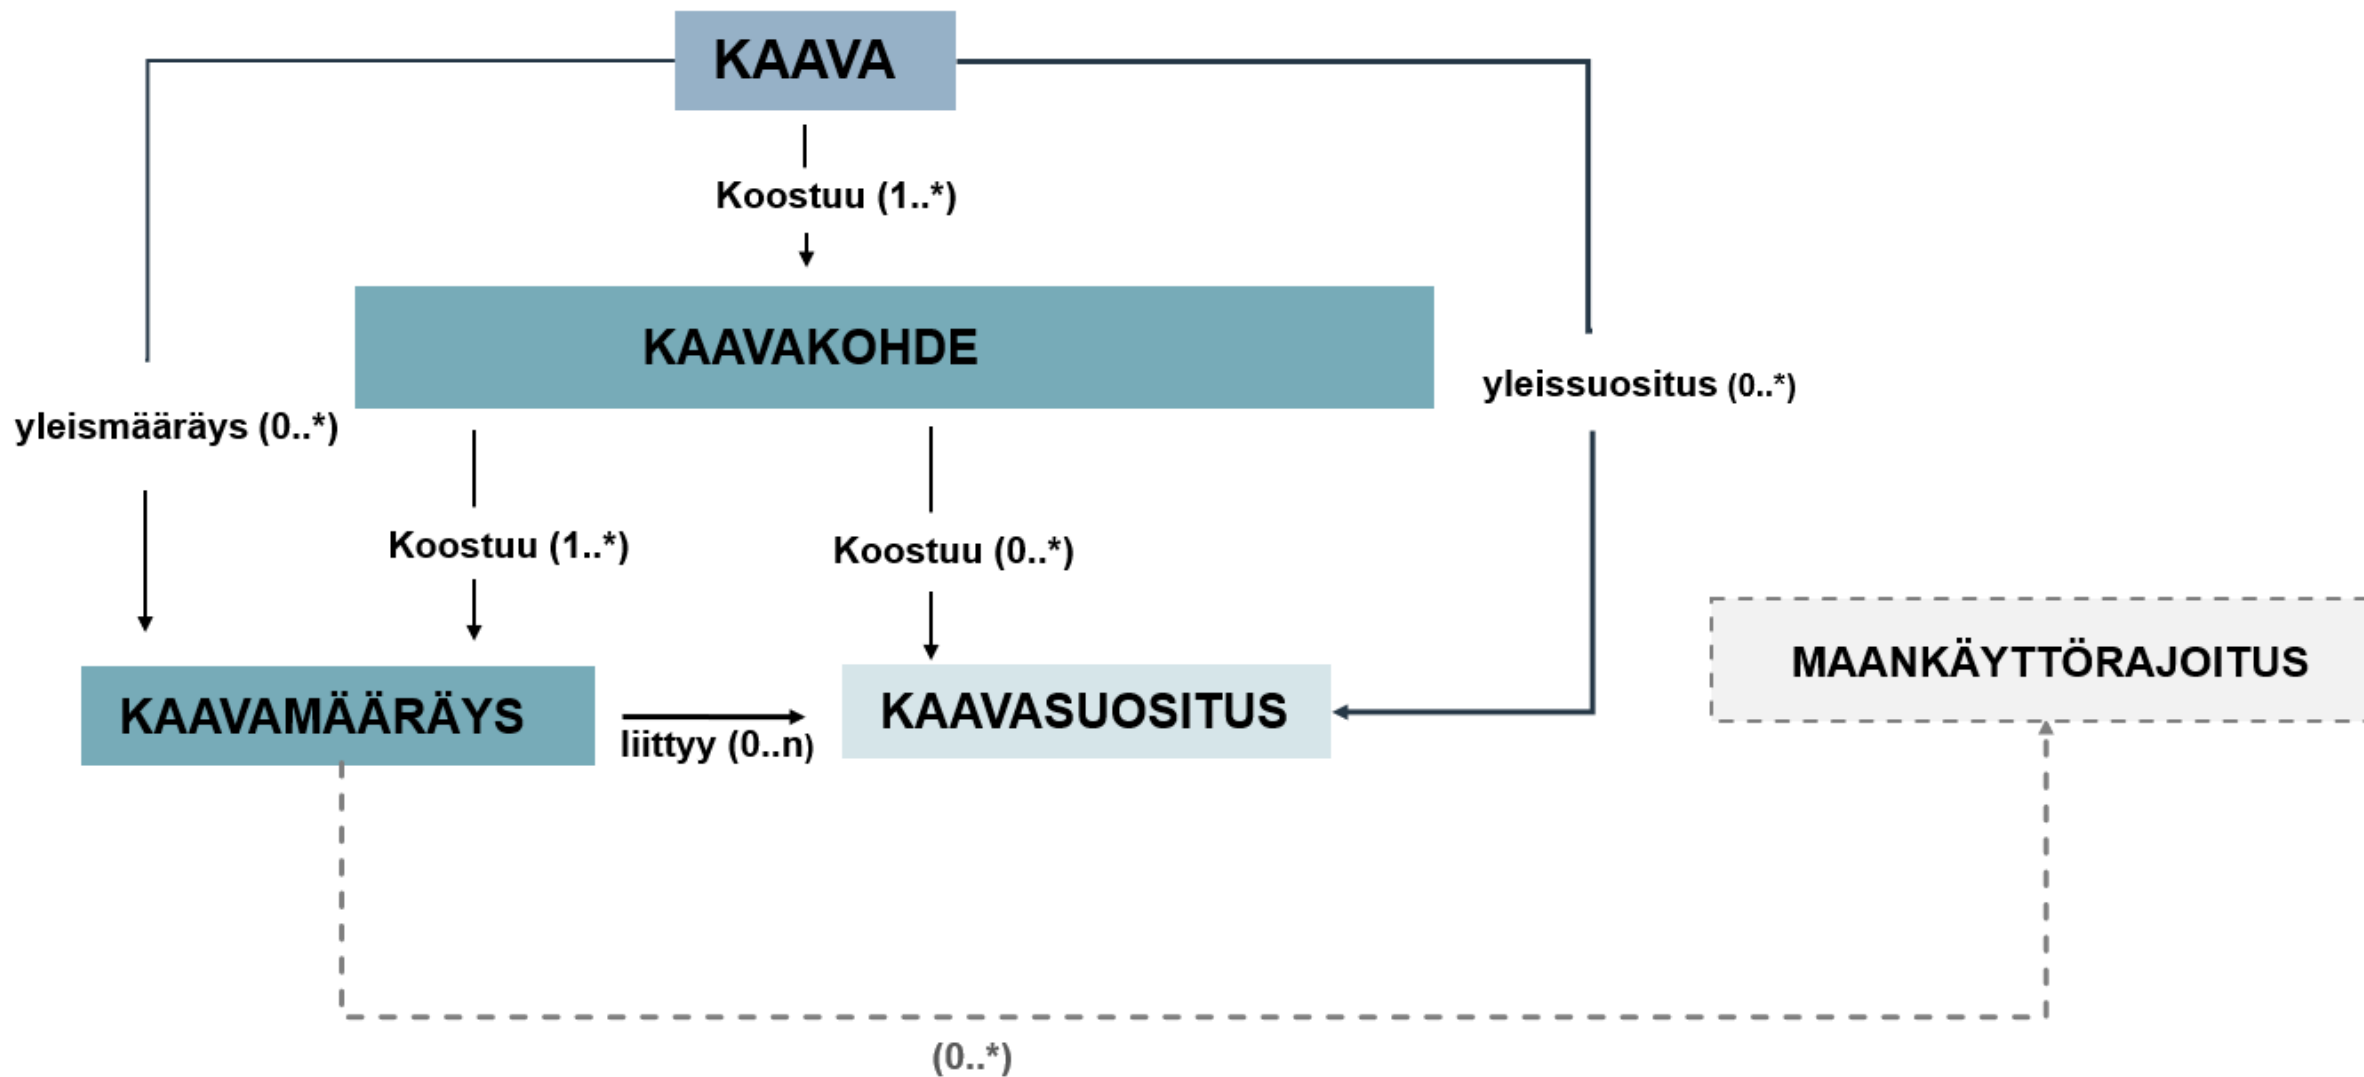 KAAVA
Koostuu (1..*)
KAAVAKOHDE
yleissuositus (0..*)
yleismääräys (0..*)
Koostuu (1..*)
Koostuu (0..*)
MAANKÄYTTÖRAJOITUS
KAAVAMÄÄRÄYS
KAAVASUOSITUS
liittyy (0..n)
(0..*)